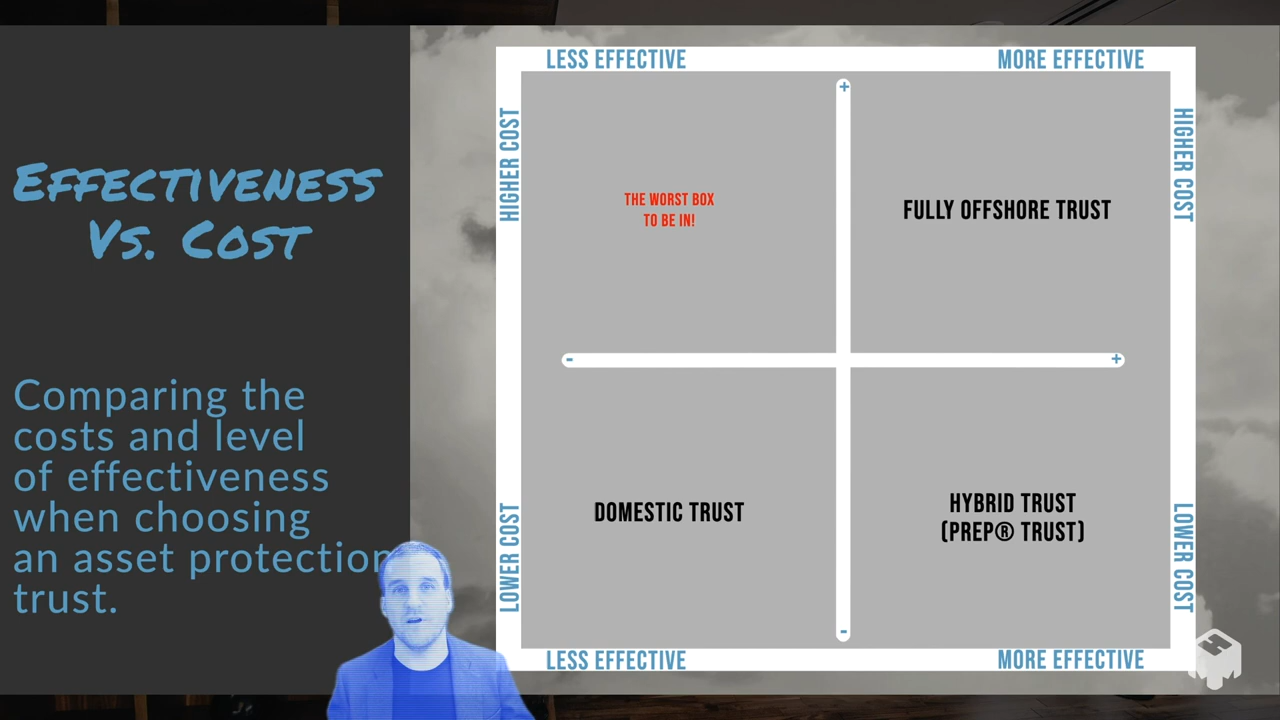 Effectiveness
Vs. Cost
Comparing the
costs and level
of effectiveness
when choosing
an asset protection
trust.
LESS EFFECTIVE
MORE EFFECTIVE
HIGHER COST
+
HIGHER COST
THE WORST BOX
TO BE IN!
FULLY OFFSHORE TRUST
-
+
DOMESTIC TRUST
HYBRID TRUST
(PREP® TRUST)
LOWER COST
LOWER COST
-
LESS EFFECTIVE
MORE EFFECTIVE